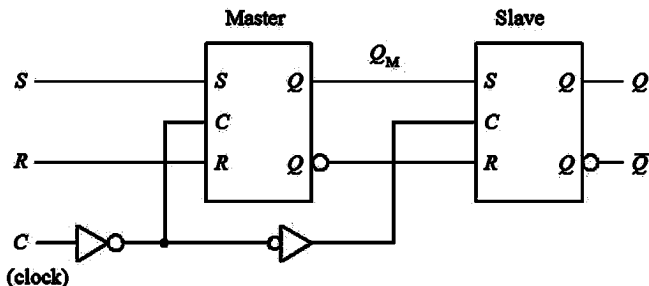 Master Slave
Q_M
S S Q S Q Q
C C
R R Q R Q Q̅
C
(clock)